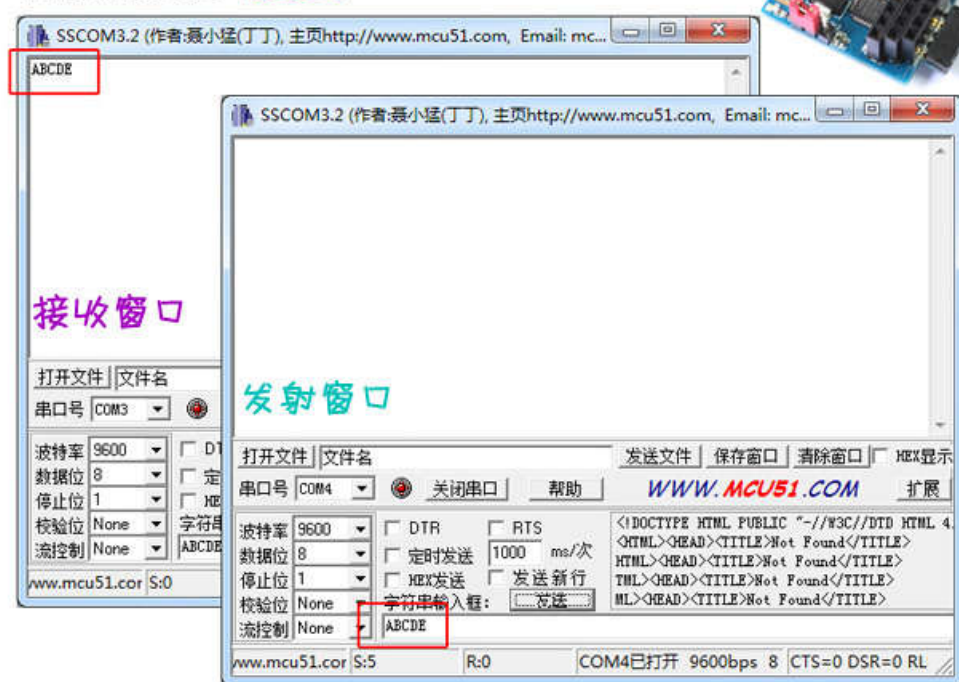 SSCOM3.2 (作者:聂小猛(丁丁), 主页http://www.mcu51.com, Email: mc...
ABCDE
接收窗口
打开文件 文件名
串口号 COM3
波特率 9600
数据位 8
停止位 1
校验位 None
流控制 None
DT
定
HE
字符串
ABCDE
www.mcu51.cor S:0
SSCOM3.2 (作者:聂小猛(丁丁), 主页http://www.mcu51.com, Email: mc...
发射窗口
打开文件 文件名 发送文件 保存窗口 清除窗口 HEX显示
串口号 COM4 关闭串口 帮助 WWW.MCU51.COM 扩展
波特率 9600 DTR RTS
数据位 8 定时发送 1000 ms/次
停止位 1 HEX发送 发送新行
校验位 None 字符串输入框: 发送
流控制 None ABCDE
<!DOCTYPE HTML PUBLIC "-//W3C//DTD HTML 4.
<HTML><HEAD><TITLE>Not Found</TITLE>
HTML><HEAD><TITLE>Not Found</TITLE>
TML><HEAD><TITLE>Not Found</TITLE>
ML><HEAD><TITLE>Not Found</TITLE>
www.mcu51.cor S:5 R:0 COM4已打开 9600bps 8 CTS=0 DSR=0 RL